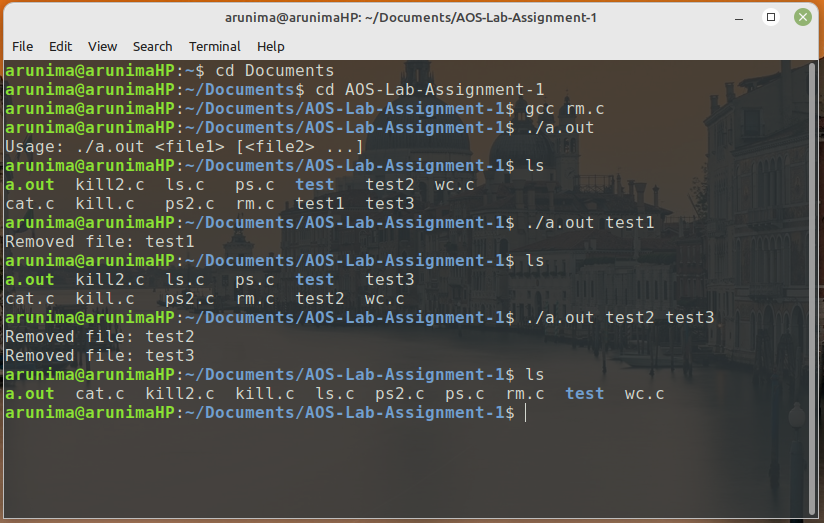 arunima@arunimaHP: ~/Documents/AOS-Lab-Assignment-1
File Edit View Search Terminal Help
arunima@arunimaHP:~$ cd Documents
arunima@arunimaHP:~/Documents$ cd AOS-Lab-Assignment-1
arunima@arunimaHP:~/Documents/AOS-Lab-Assignment-1$ gcc rm.c
arunima@arunimaHP:~/Documents/AOS-Lab-Assignment-1$ ./a.out
Usage: ./a.out <file1> [<file2> ...]
arunima@arunimaHP:~/Documents/AOS-Lab-Assignment-1$ ls
a.out  kill2.c  ls.c   ps.c  test   test2  wc.c
cat.c  kill.c   ps2.c  rm.c  test1  test3
arunima@arunimaHP:~/Documents/AOS-Lab-Assignment-1$ ./a.out test1
Removed file: test1
arunima@arunimaHP:~/Documents/AOS-Lab-Assignment-1$ ls
a.out  kill2.c  ls.c   ps.c  test   test3
cat.c  kill.c   ps2.c  rm.c  test2  wc.c
arunima@arunimaHP:~/Documents/AOS-Lab-Assignment-1$ ./a.out test2 test3
Removed file: test2
Removed file: test3
arunima@arunimaHP:~/Documents/AOS-Lab-Assignment-1$ ls
a.out  cat.c  kill2.c  kill.c  ls.c  ps2.c  ps.c  rm.c  test  wc.c
arunima@arunimaHP:~/Documents/AOS-Lab-Assignment-1$